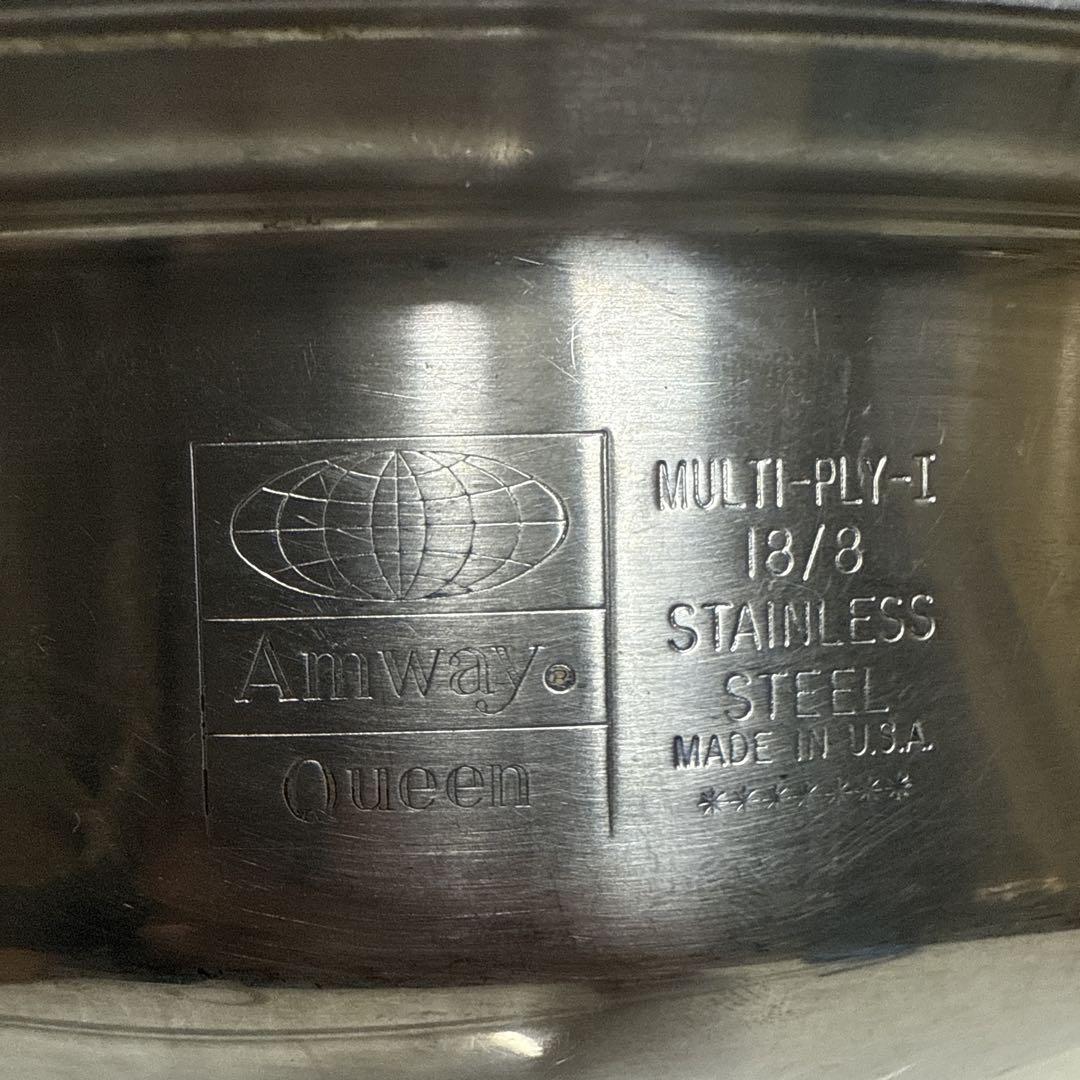 Amway®
Queen
MULTI-PLY-I
18/8
STAINLESS
STEEL
MADE IN U.S.A.
*******